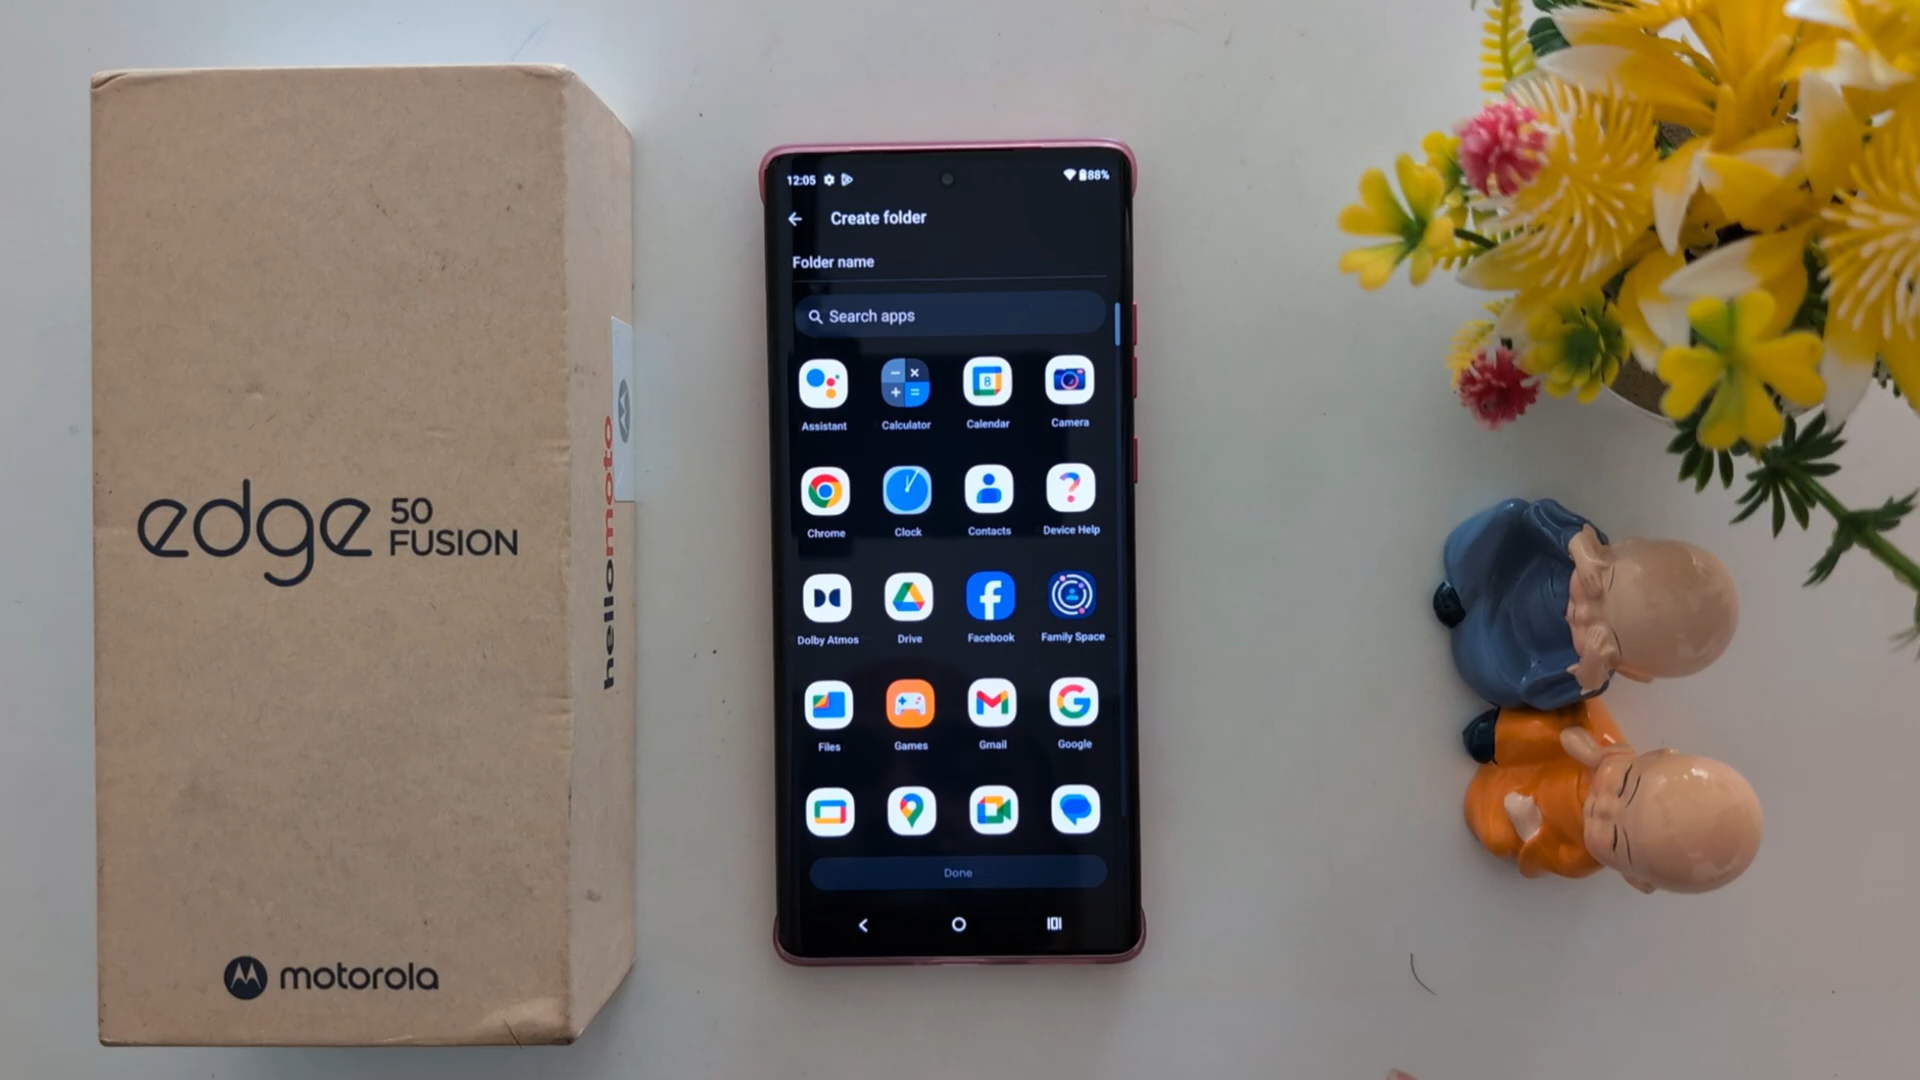 edge 50
FUSION
motorola
hellomoto
12:05 88%
Create folder
Folder name
Search apps
Assistant Calculator Calendar Camera
8
Chrome Clock Contacts Device Help
Dolby Atmos Drive Facebook Family Space
Files Games Gmail Google
Done